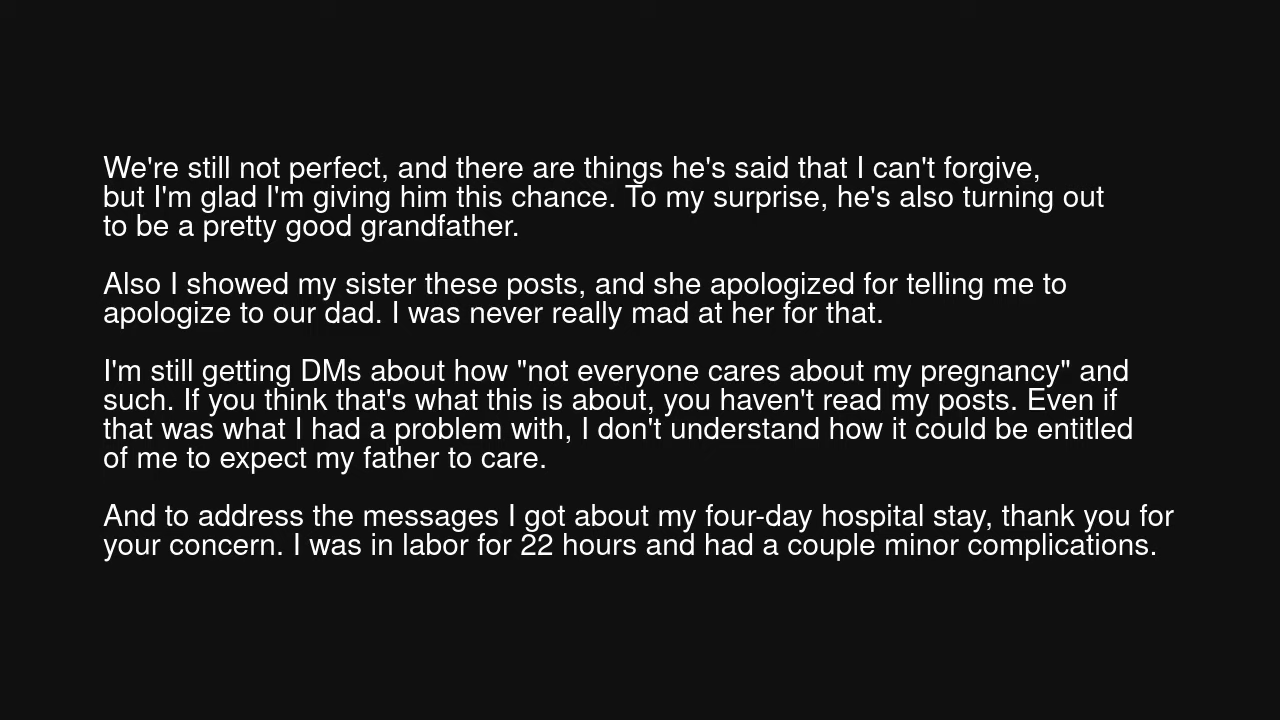 We're still not perfect, and there are things he's said that I can't forgive,
but I'm glad I'm giving him this chance. To my surprise, he's also turning out
to be a pretty good grandfather.
Also I showed my sister these posts, and she apologized for telling me to
apologize to our dad. I was never really mad at her for that.
I'm still getting DMs about how "not everyone cares about my pregnancy" and
such. If you think that's what this is about, you haven't read my posts. Even if
that was what I had a problem with, I don't understand how it could be entitled
of me to expect my father to care.
And to address the messages I got about my four-day hospital stay, thank you for
your concern. I was in labor for 22 hours and had a couple minor complications.